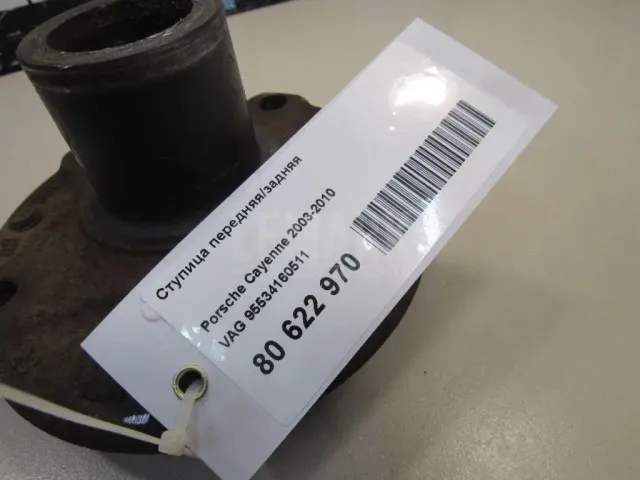 Ступица передняя/задняя
Porsche Cayenne 2003-2010
VAG 95534160511
80 622 970